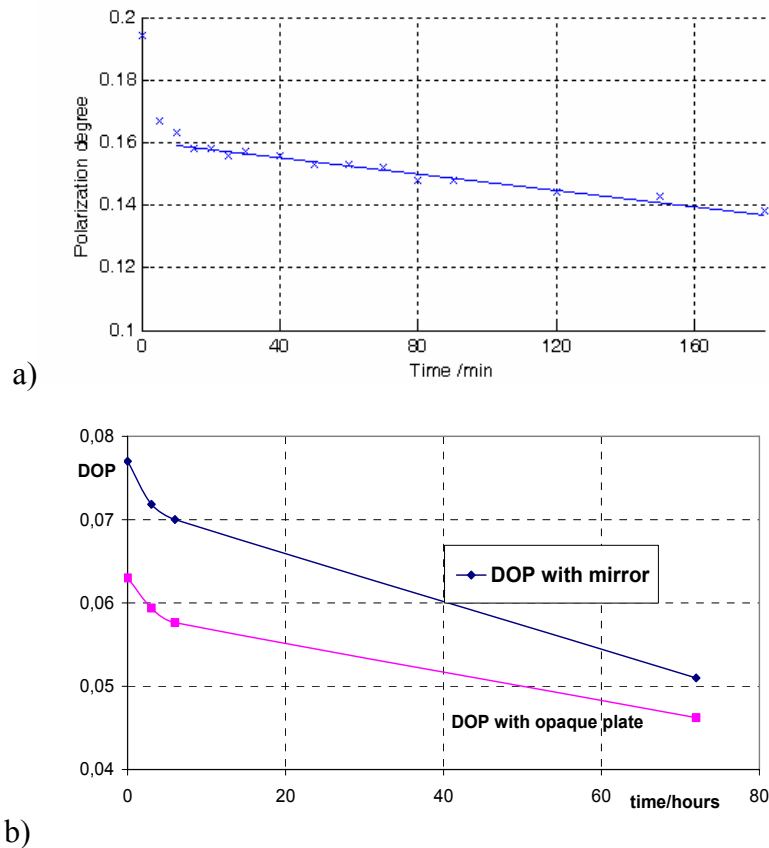 0.2
0.18
0.16
0.14
0.12
0.1
Polarization degree
0
40
80
120
160
Time /min
a)
0,08
DOP
0,07
DOP with mirror
0,06
0,05
DOP with opaque plate
0,04
0
20
40
60
time/hours
80
b)